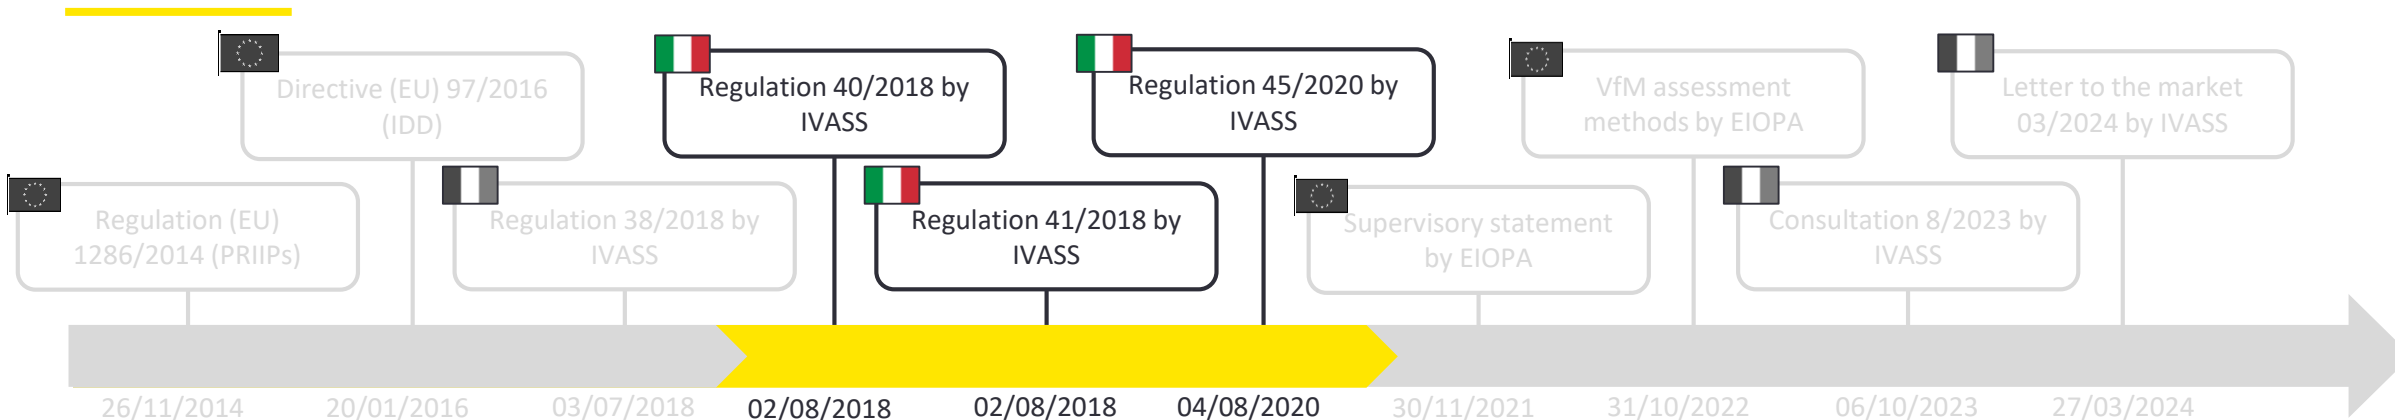 Directive (EU) 97/2016
(IDD)
Regulation 40/2018 by
IVASS
Regulation 45/2020 by
IVASS
VfM assessment
methods by EIOPA
Letter to the market
03/2024 by IVASS
Regulation (EU)
1286/2014 (PRIIPs)
Regulation 38/2018 by
IVASS
Regulation 41/2018 by
IVASS
Supervisory statement
by EIOPA
Consultation 8/2023 by
IVASS
26/11/2014
20/01/2016
03/07/2018
02/08/2018
02/08/2018
04/08/2020
30/11/2021
31/10/2022
06/10/2023
27/03/2024